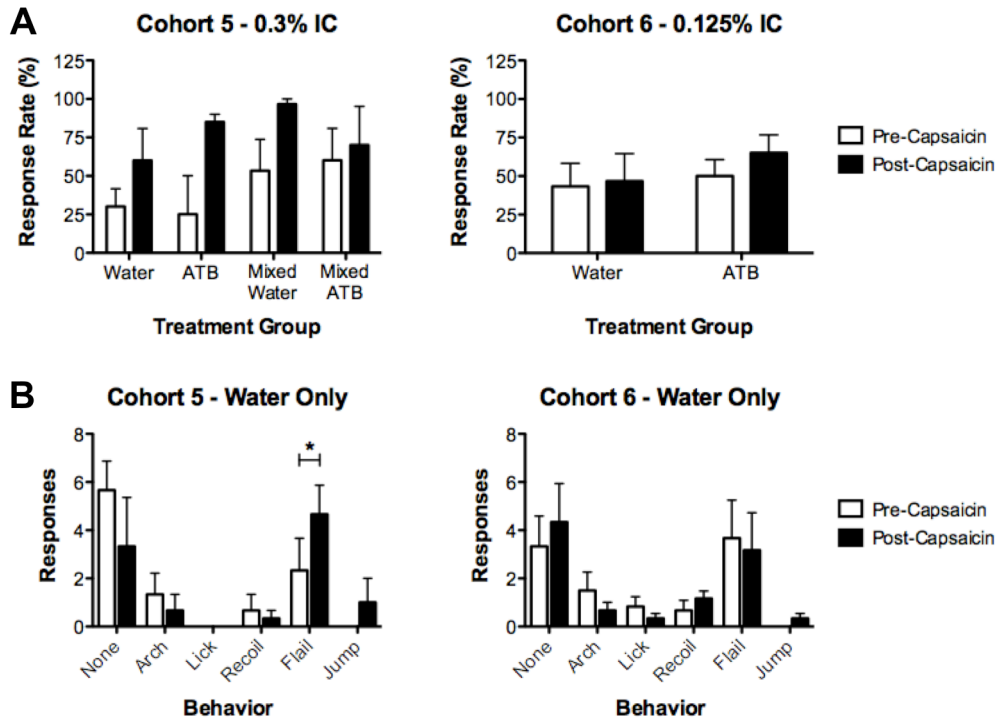 A
Cohort 5 - 0.3% IC
Response Rate (%)
125
100
75
50
25
0
Water
ATB
Mixed
Water
Mixed
ATB
Treatment Group
Cohort 6 - 0.125% IC
Response Rate (%)
125
100
75
50
25
0
Water
ATB
Treatment Group
Pre-Capsaicin
Post-Capsaicin
B
Cohort 5 - Water Only
Responses
8
6
4
2
0
*
None
Arch
Lick
Recoil
Flail
Jump
Behavior
Cohort 6 - Water Only
Responses
8
6
4
2
0
None
Arch
Lick
Recoil
Flail
Jump
Behavior
Pre-Capsaicin
Post-Capsaicin